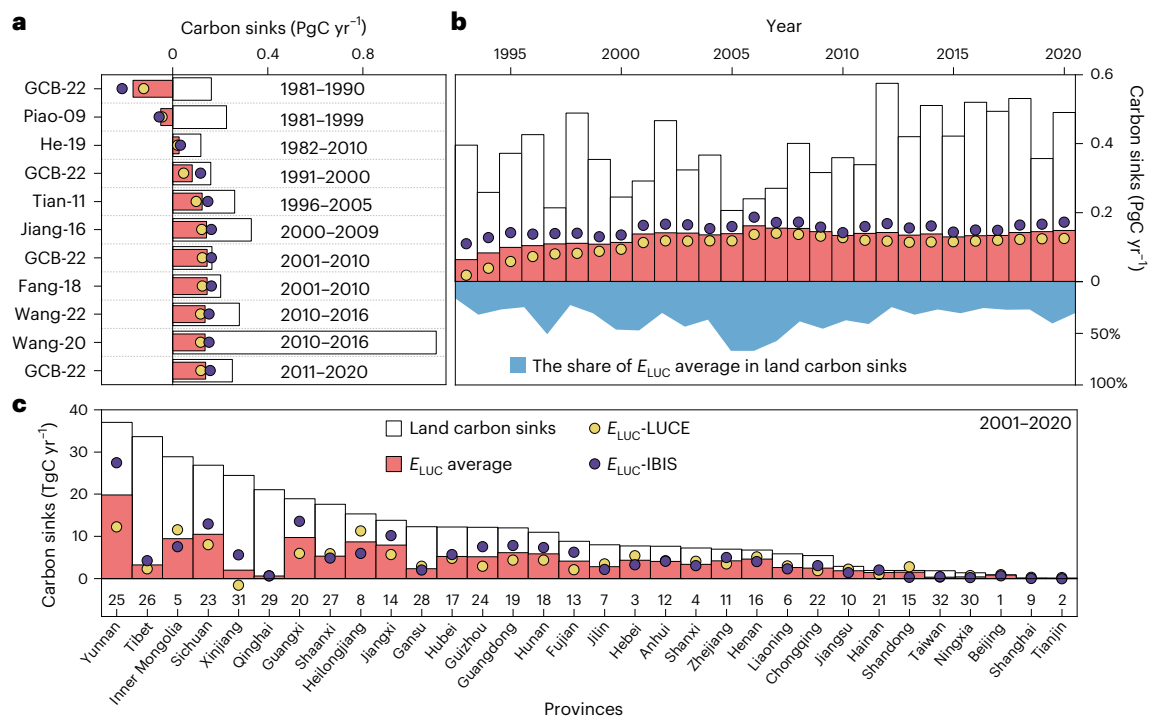 a
Carbon sinks (PgC yr−1)
0 0.4 0.8
GCB-22 1981–1990
Piao-09 1981–1999
He-19 1982–2010
GCB-22 1991–2000
Tian-11 1996–2005
Jiang-16 2000–2009
GCB-22 2001–2010
Fang-18 2001–2010
Wang-22 2010–2016
Wang-20 2010–2016
GCB-22 2011–2020
b
Year
1995 2000 2005 2010 2015 2020
0.6
0.4
0.2
0
50%
100%
Carbon sinks (PgC yr−1)
The share of ELUC average in land carbon sinks
c
Carbon sinks (TgC yr−1)
40
30
20
10
0
2001–2020
Land carbon sinks
ELUC-LUCE
ELUC average
ELUC-IBIS
25 26 5 23 31 29 20 27 8 14 28 17 24 19 18 13 7 3 12 4 11 16 6 22 10 21 15 32 30 1 9 2
Yunnan
Tibet
Inner Mongolia
Sichuan
Xinjiang
Qinghai
Guangxi
Shaanxi
Heilongjiang
Jiangxi
Gansu
Hubei
Guizhou
Guangdong
Hunan
Fujian
Jilin
Hebei
Anhui
Shanxi
Zhejiang
Henan
Liaoning
Chongqing
Jiangsu
Hainan
Shandong
Taiwan
Ningxia
Beijing
Shanghai
Tianjin
Provinces